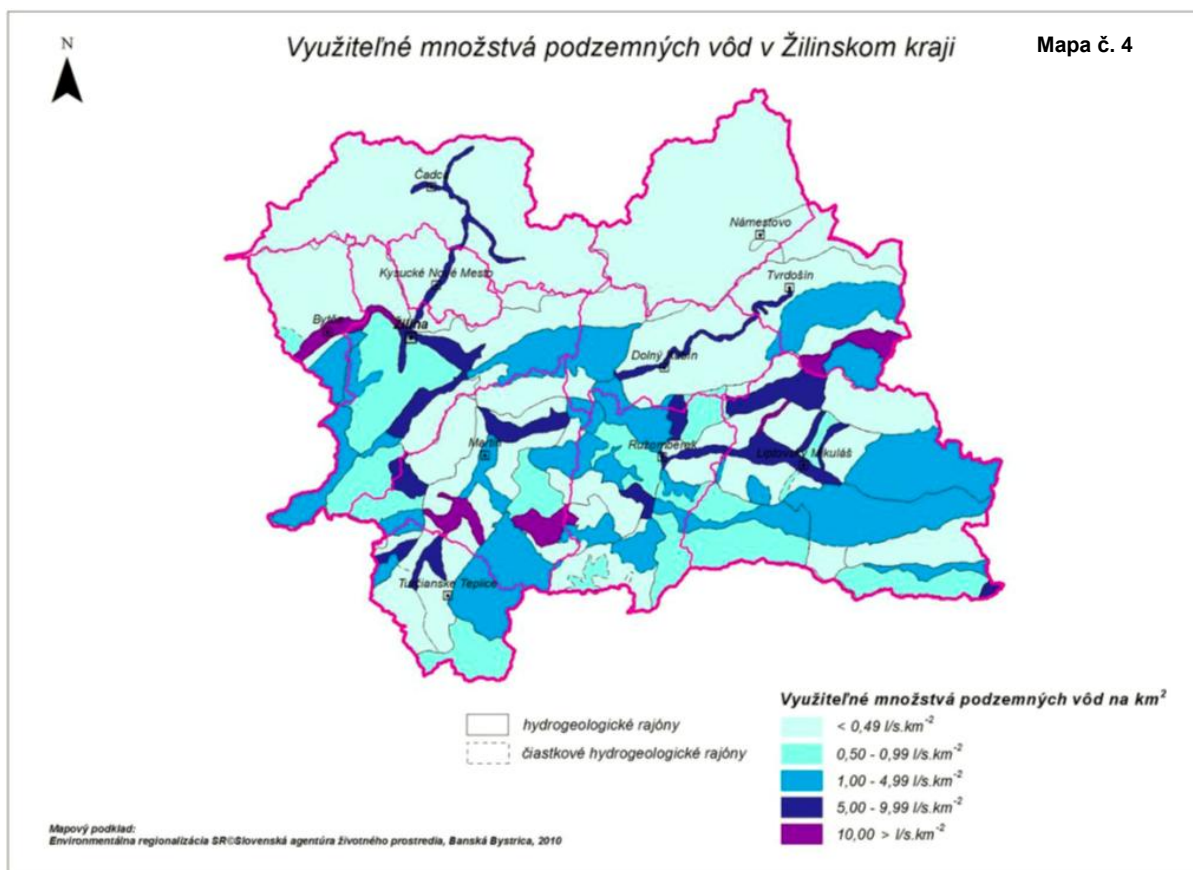 Využiteľné množstvá podzemných vôd v Žilinskom kraji
Mapa č. 4
N
Čadca
Námestovo
Kysucké Nové Mesto
Tvrdošín
Bytča
Žilina
Dolný Kubín
Martin
Ružomberok
Liptovský Mikuláš
Turčianske Teplice
Využiteľné množstvá podzemných vôd na km²
hydrogeologické rajóny
čiastkové hydrogeologické rajóny
< 0,49 l/s.km⁻²
0,50 - 0,99 l/s.km⁻²
1,00 - 4,99 l/s.km⁻²
5,00 - 9,99 l/s.km⁻²
10,00 > l/s.km⁻²
Mapový podklad:
Environmentálna regionalizácia SR©Slovenská agentúra životného prostredia, Banská Bystrica, 2010